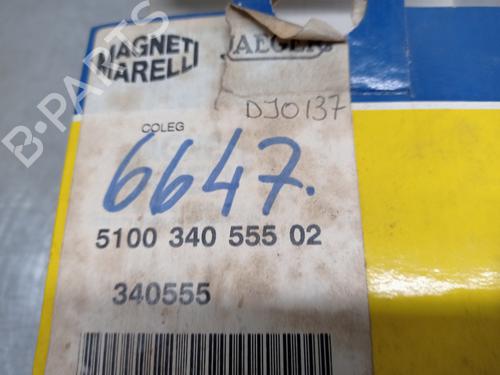 MAGNETI
MARELLI
JAEGER
DJ0137
COLEG
6647.
5100 340 555 02
340555
B-PARTS